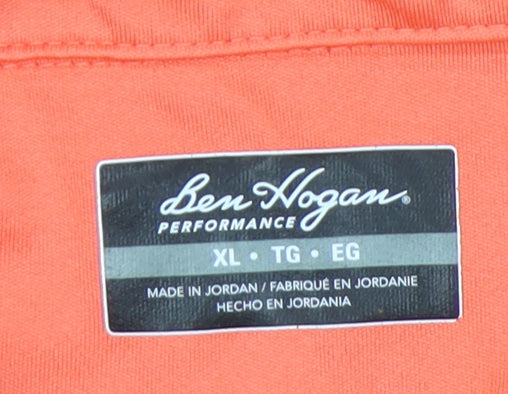 Ben Hogan®
PERFORMANCE
XL • TG • EG
MADE IN JORDAN / FABRIQUÉ EN JORDANIE
HECHO EN JORDANIA